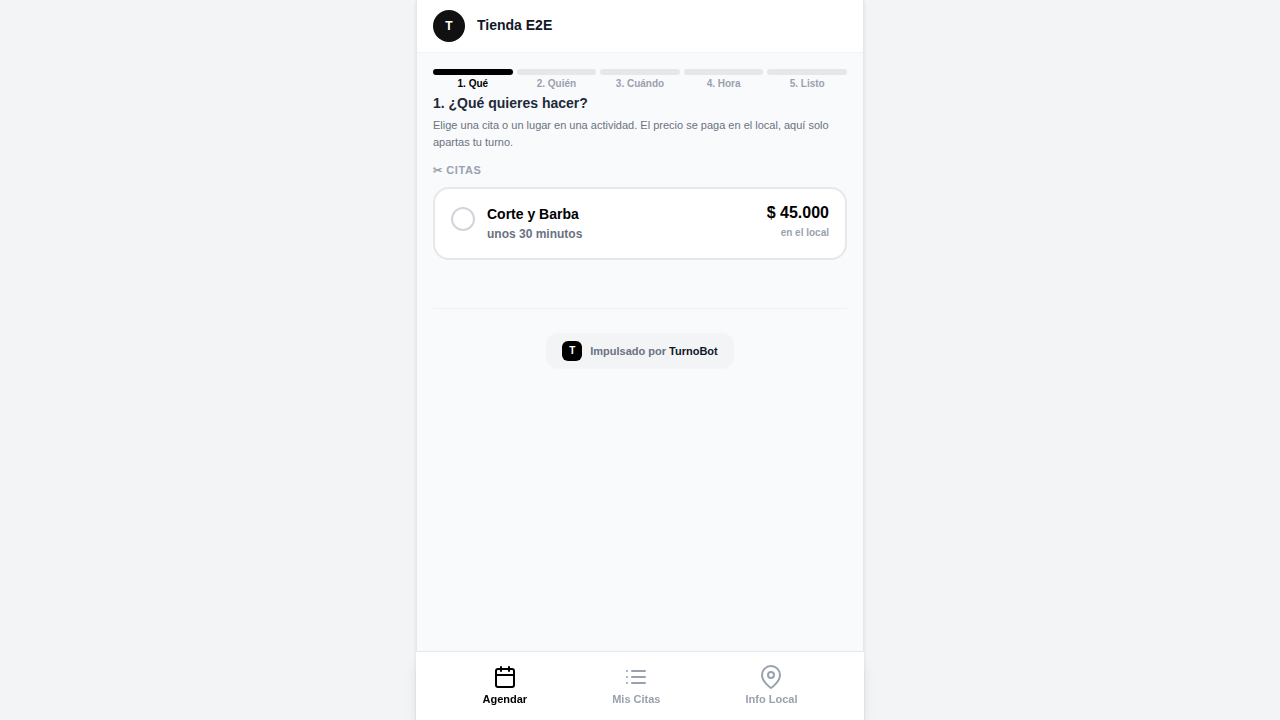 T
Tienda E2E
1. Qué
2. Quién
3. Cuándo
4. Hora
5. Listo
1. ¿Qué quieres hacer?
Elige una cita o un lugar en una actividad. El precio se paga en el local, aquí solo
apartas tu turno.
✂ CITAS
Corte y Barba
$ 45.000
unos 30 minutos
en el local
T
Impulsado por TurnoBot
Agendar
Mis Citas
Info Local